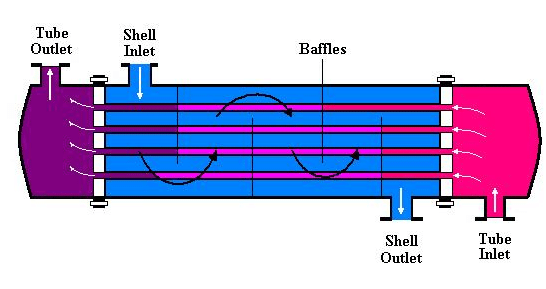 Tube
Outlet
Shell
Inlet
Baffles
Shell
Outlet
Tube
Inlet